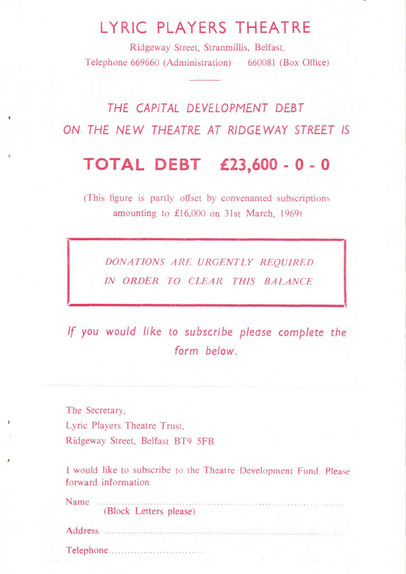 LYRIC PLAYERS THEATRE
Ridgeway Street, Stranmillis, Belfast.
Telephone 669660 (Administration) 660081 (Box Office)
THE CAPITAL DEVELOPMENT DEBT
ON THE NEW THEATRE AT RIDGEWAY STREET IS
TOTAL DEBT £23,600 - 0 - 0
(This figure is partly offset by convenanted subscriptions
amounting to £16,000 on 31st March, 1969)
DONATIONS ARE URGENTLY REQUIRED
IN ORDER TO CLEAR THIS BALANCE
If you would like to subscribe please complete the
form below.
The Secretary,
Lyric Players Theatre Trust,
Ridgeway Street, Belfast BT9 5FB
I would like to subscribe to the Theatre Development Fund. Please
forward information.
Name
(Block Letters please)
Address
Telephone